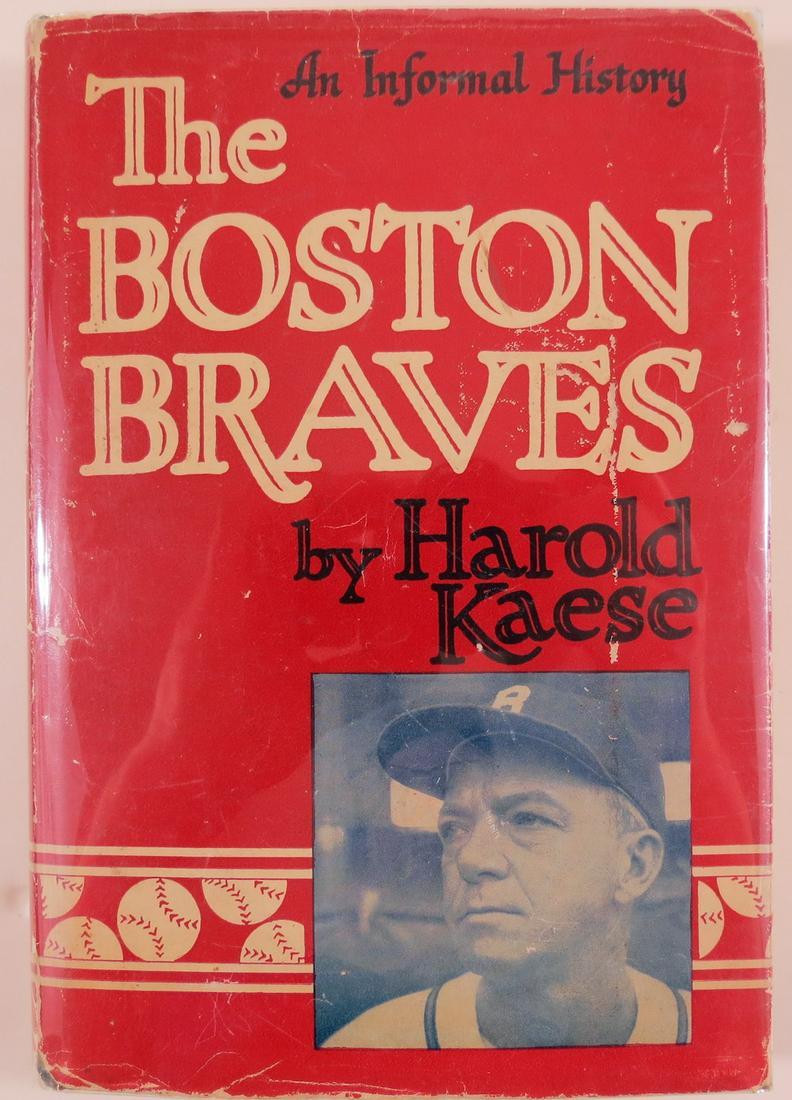 An Informal History
The
BOSTON
BRAVES
by Harold
Kaese
B